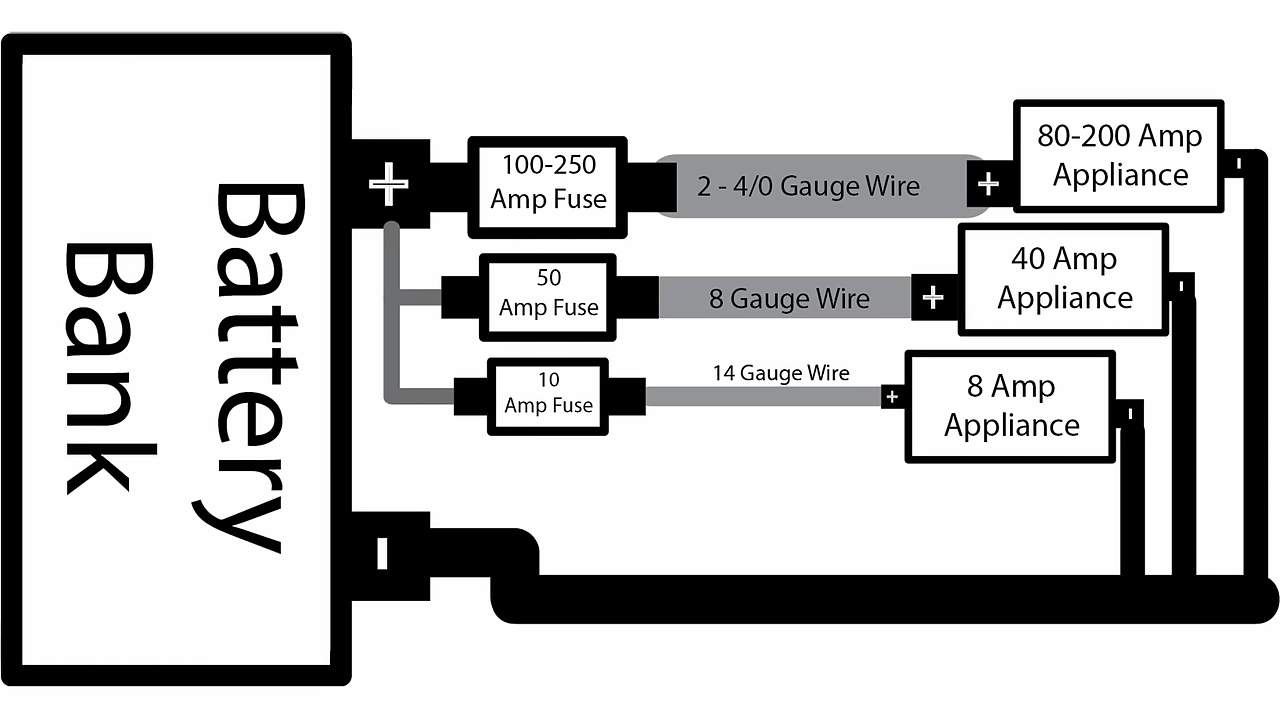 Battery
Bank
+
100-250
Amp Fuse
2 - 4/0 Gauge Wire
+
80-200 Amp
Appliance
-
50
Amp Fuse
8 Gauge Wire
+
40 Amp
Appliance
-
10
Amp Fuse
14 Gauge Wire
+
8 Amp
Appliance
-
-